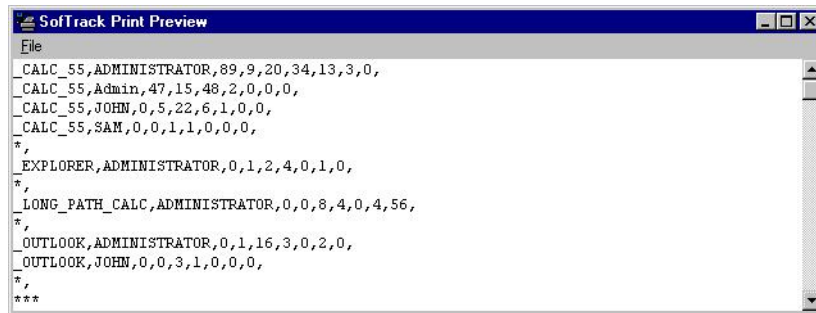 SofTrack Print Preview
File
_CALC_55,ADMINISTRATOR,89,9,20,34,13,3,0,
_CALC_55,Admin,47,15,48,2,0,0,0,
_CALC_55,JOHN,0,5,22,6,1,0,0,
_CALC_55,SAM,0,0,1,1,0,0,0,
*,
_EXPLORER,ADMINISTRATOR,0,1,2,4,0,1,0,
*,
_LONG_PATH_CALC,ADMINISTRATOR,0,0,8,4,0,4,56,
*,
_OUTLOOK,ADMINISTRATOR,0,1,16,3,0,2,0,
_OUTLOOK,JOHN,0,0,3,1,0,0,0,
*,
***